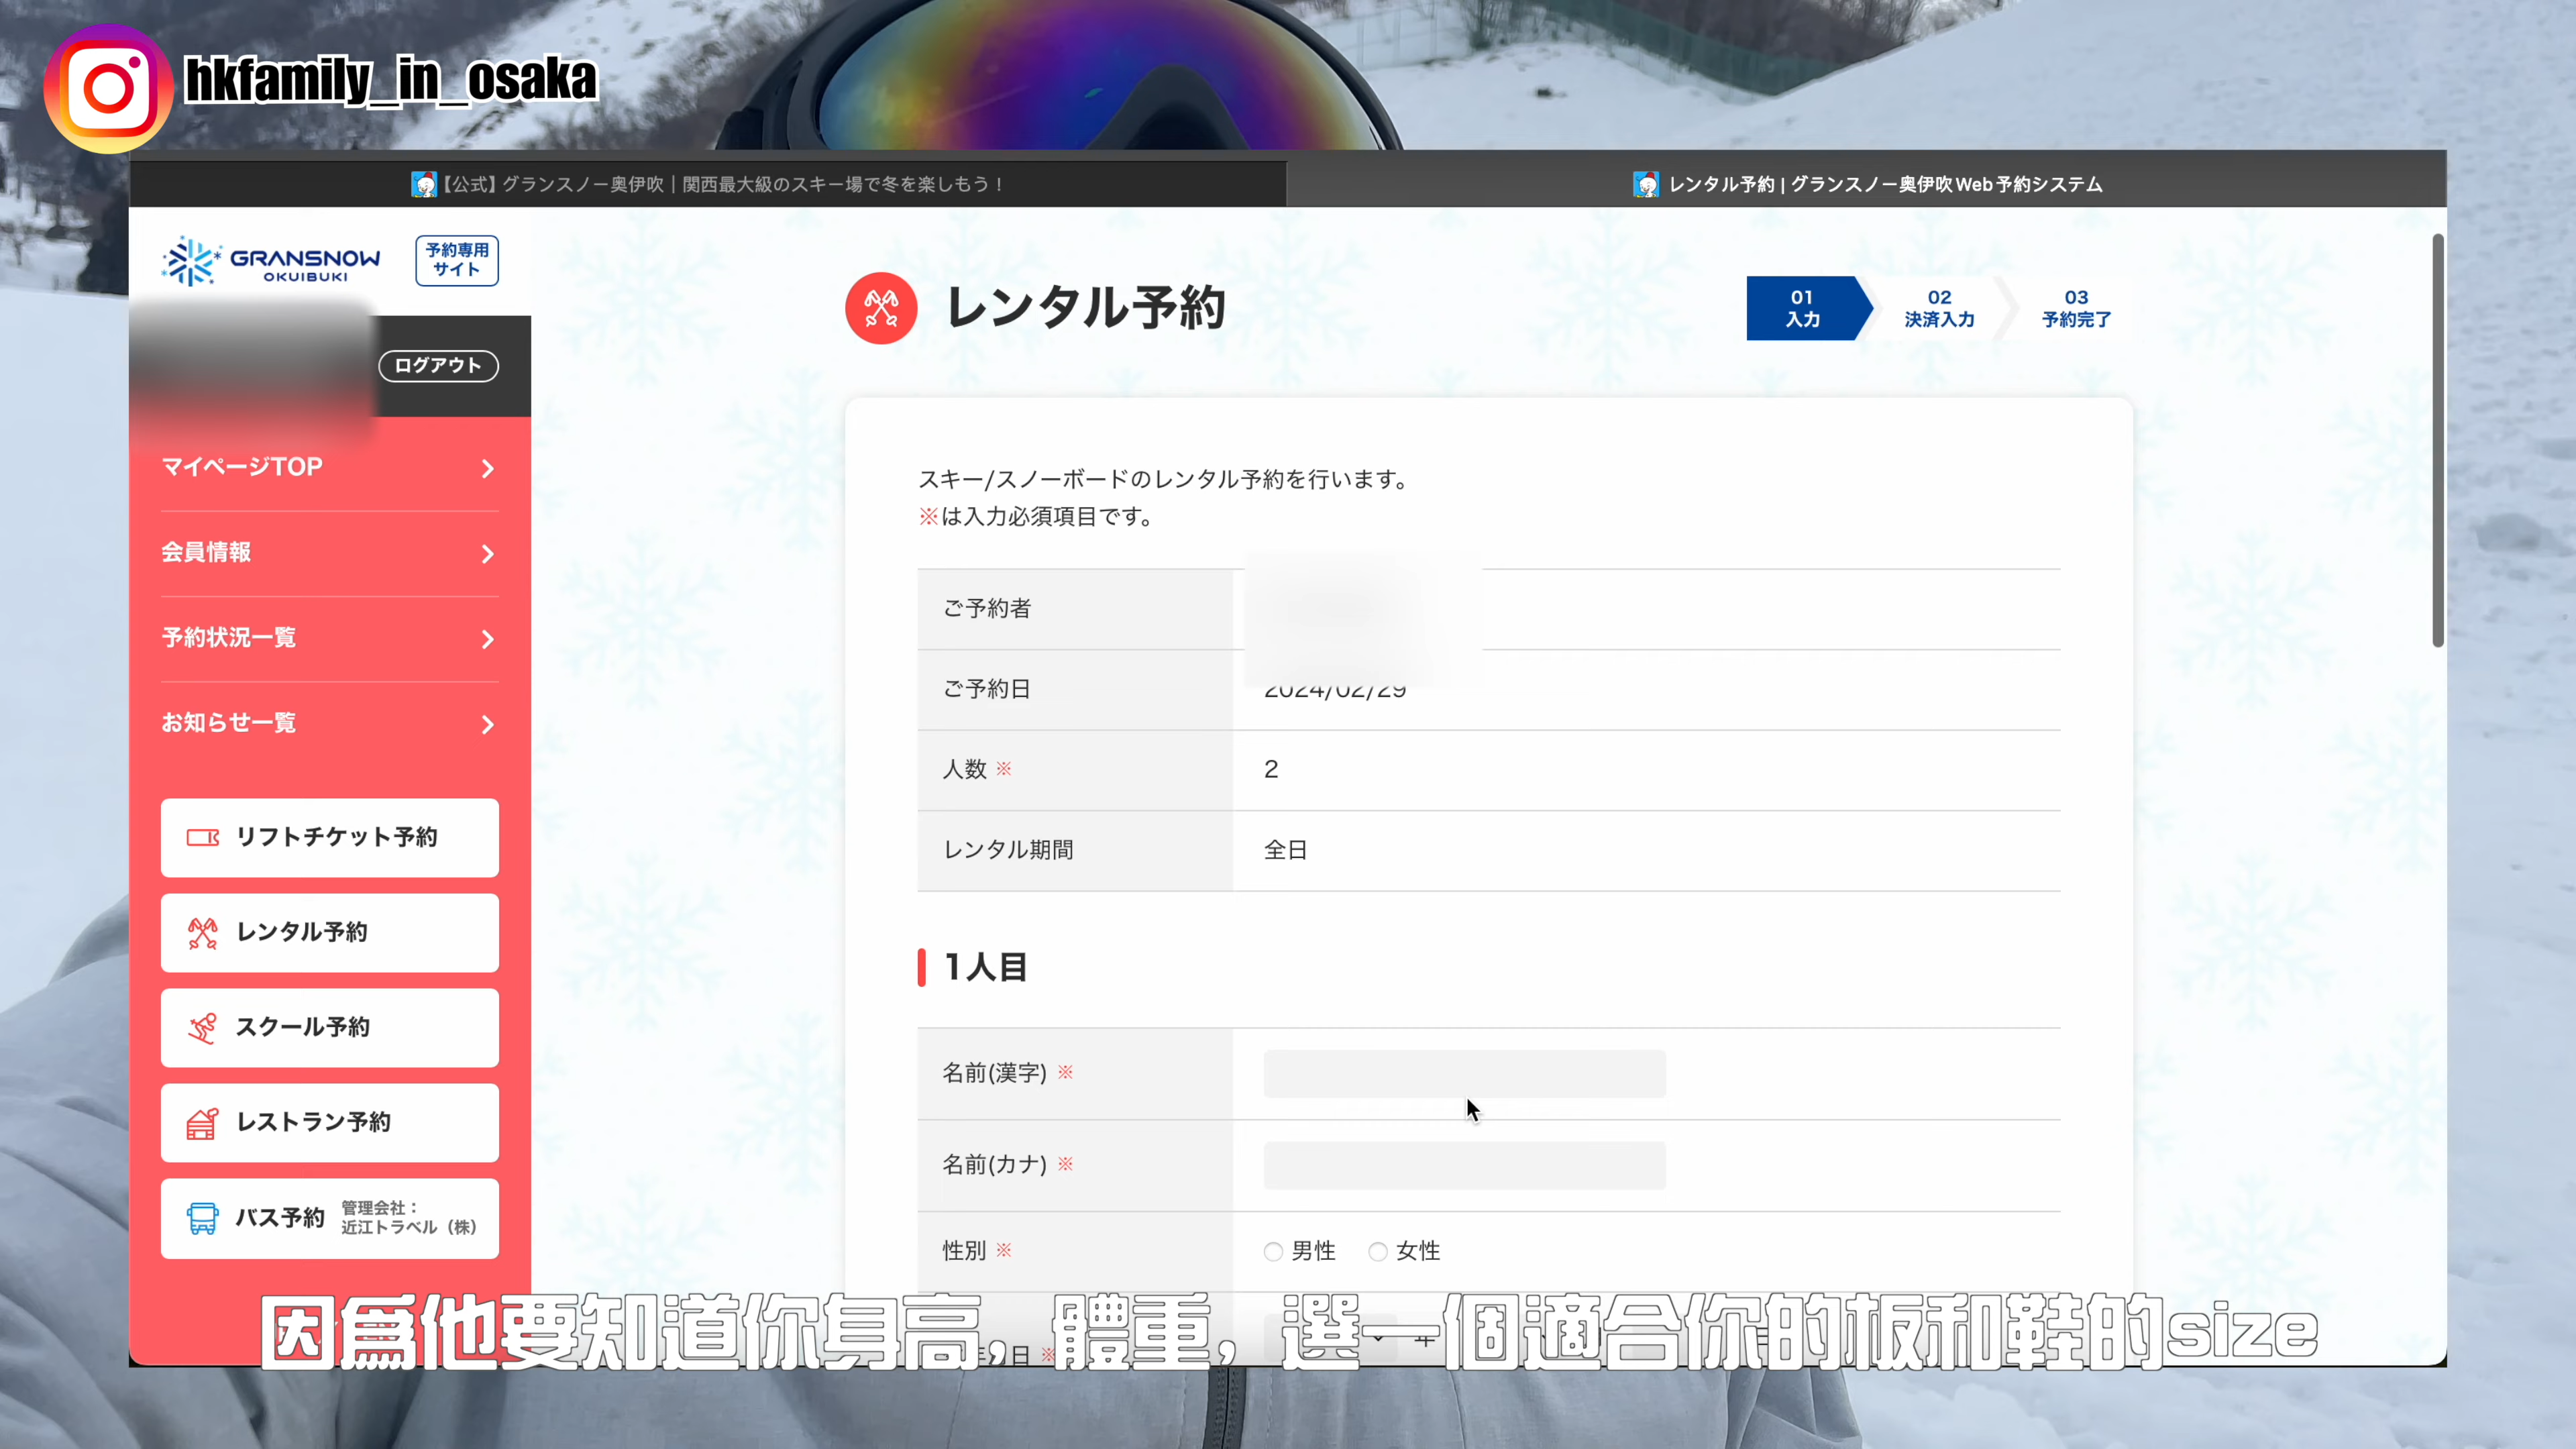 hkfamily_in_osaka
【公式】グランスノー奥伊吹｜関西最大級のスキー場で冬を楽しもう！
レンタル予約 | グランスノー奥伊吹Web予約システム
GRANSNOW
OKUIBUKI
予約専用
サイト
ログアウト
マイページTOP
会員情報
予約状況一覧
お知らせ一覧
リフトチケット予約
レンタル予約
スクール予約
レストラン予約
バス予約
管理会社：
近江トラベル（株）
レンタル予約
01
入力
02
決済入力
03
予約完了
スキー/スノーボードのレンタル予約を行います。
※は入力必須項目です。
ご予約者
ご予約日 2024/02/29
人数 ※ 2
レンタル期間 全日
1人目
名前(漢字) ※
名前(カナ) ※
性別 ※ 男性 女性
因為他要知道你身高, 體重, 選一個適合你的板和鞋的size